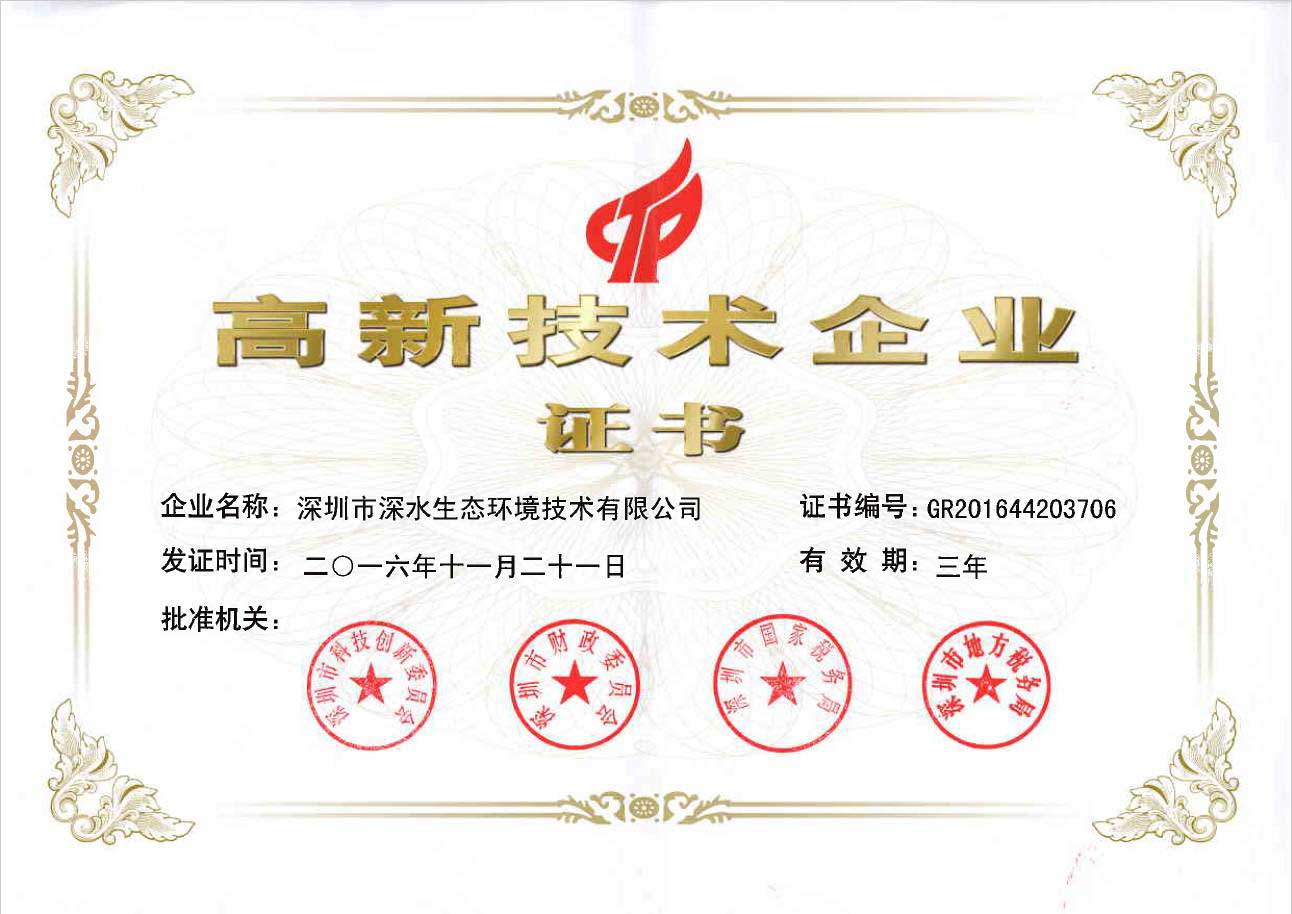 高新技术企业
证书
企业名称：深圳市深水生态环境技术有限公司
证书编号：GR201644203706
发证时间：二〇一六年十一月二十一日
有 效 期：三年
批准机关：
深圳市科技创新委员会
深圳市财政委员会
深圳市国家税务局
深圳市地方税务局